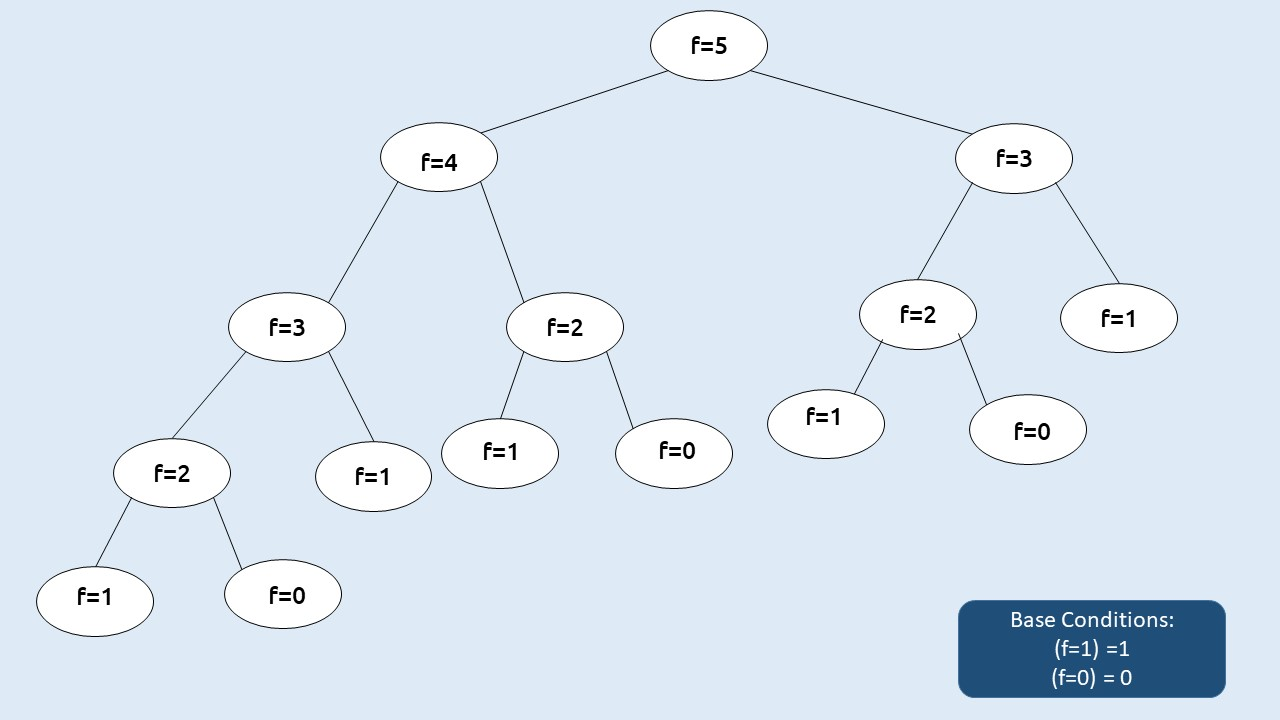 f=5
f=4
f=3
f=3
f=2
f=2
f=1
f=2
f=1
f=1
f=0
f=1
f=0
f=1
f=0
Base Conditions:
(f=1) =1
(f=0) = 0